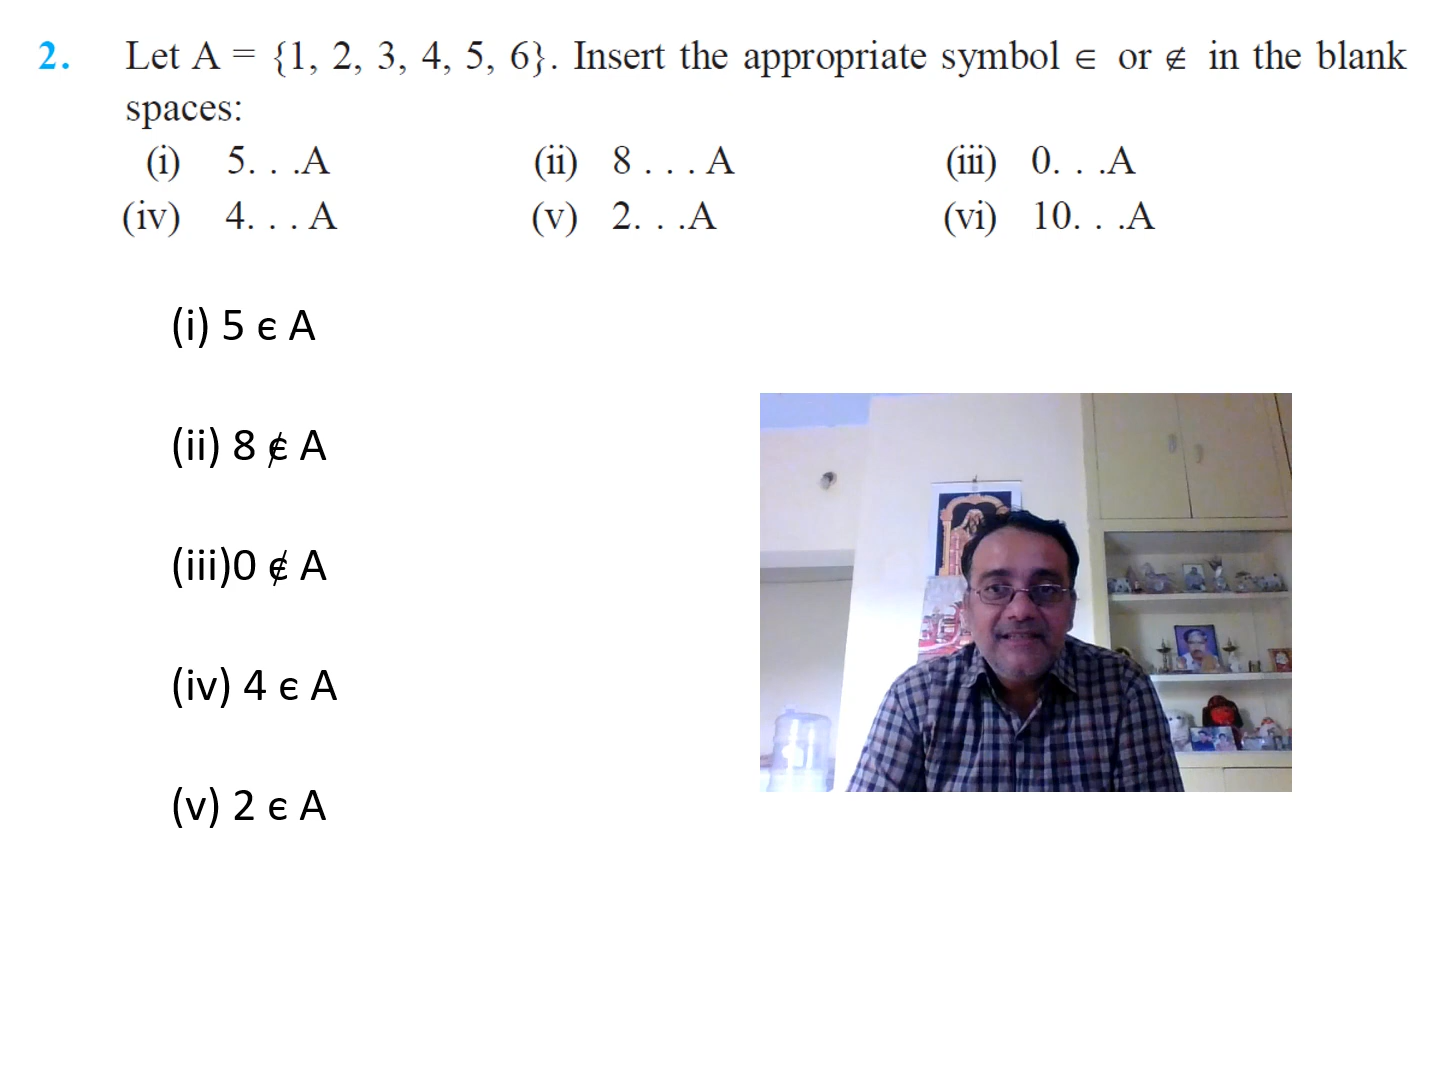 2. Let A = {1, 2, 3, 4, 5, 6}. Insert the appropriate symbol ∈ or ∉ in the blank
spaces:
(i) 5. . .A (ii) 8 . . . A (iii) 0. . .A
(iv) 4. . . A (v) 2. . .A (vi) 10. . .A
(i) 5 є A
(ii) 8 є̸ A
(iii)0 є̸ A
(iv) 4 є A
(v) 2 є A